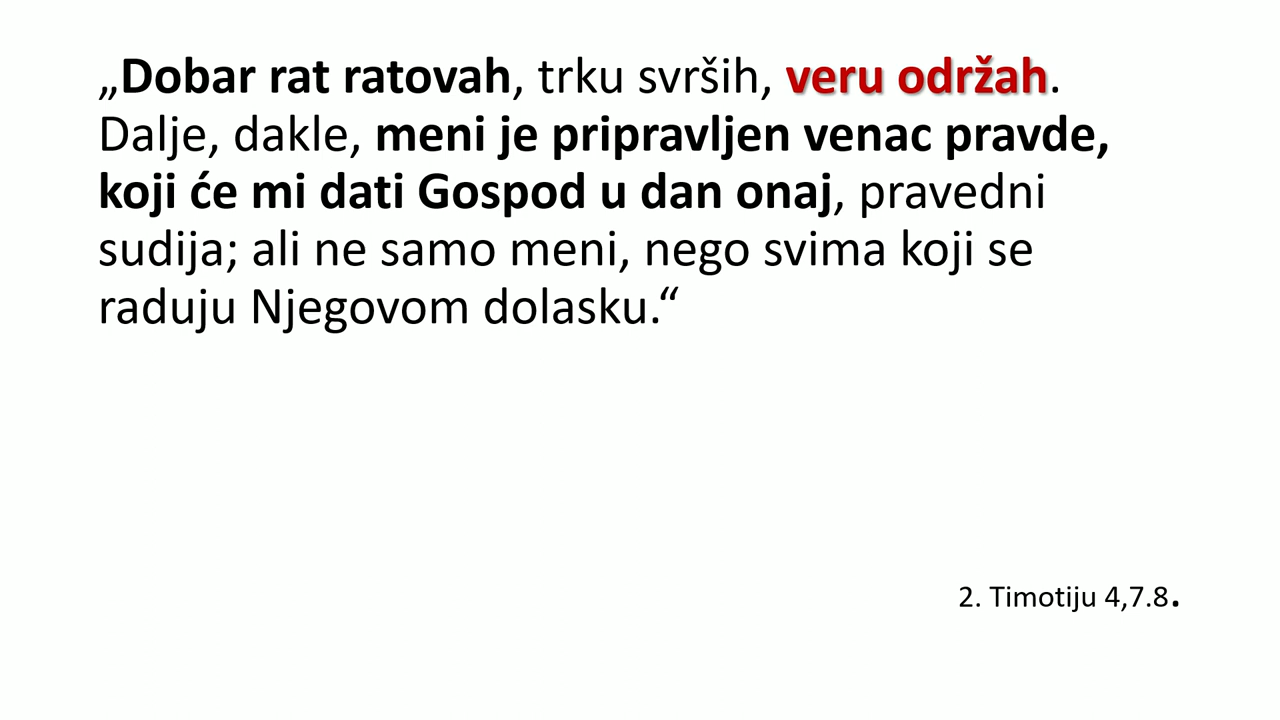 „Dobar rat ratovah, trku svrših, veru održah.
Dalje, dakle, meni je pripravljen venac pravde,
koji će mi dati Gospod u dan onaj, pravedni
sudija; ali ne samo meni, nego svima koji se
raduju Njegovom dolasku.“
2. Timotiju 4,7.8.